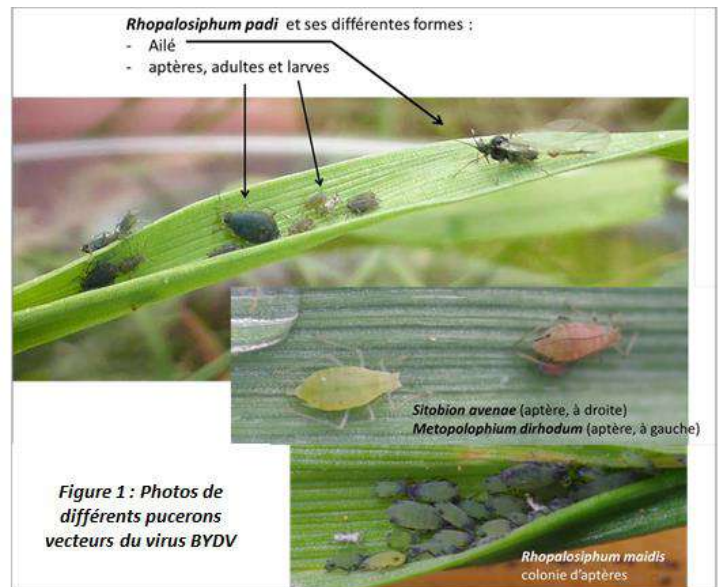 Rhopalosiphum padi et ses différentes formes :
- Ailé
- aptères, adultes et larves
Sitobion avenae (aptère, à droite)
Metopolophium dirhodum (aptère, à gauche)
Figure 1 : Photos de
différents pucerons
vecteurs du virus BYDV
Rhopalosiphum maidis
colonie d'aptères